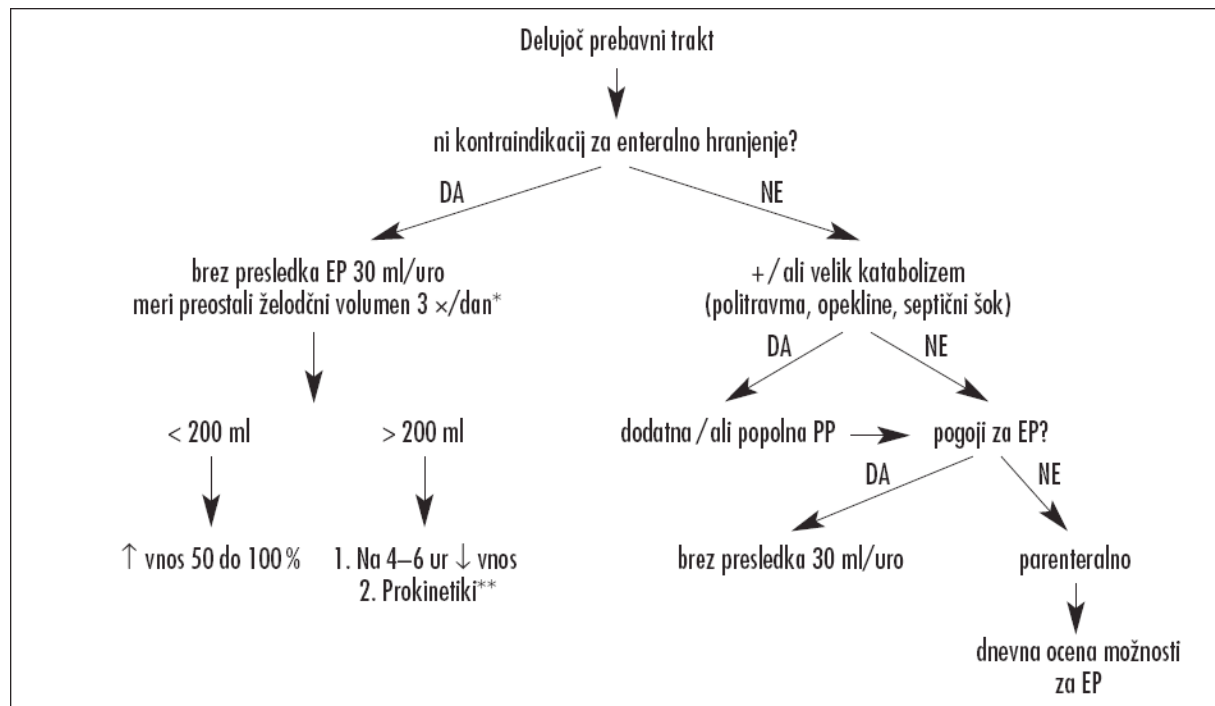 Delujoč prebavni trakt
ni kontraindikacij za enteralno hranjenje?
DA
NE
brez presledka EP 30 ml/uro
meri preostali želodčni volumen 3 ×/dan*
+/ali velik katabolizem
(politravma, opekline, septični šok)
DA
NE
< 200 ml
> 200 ml
dodatna/ali popolna PP
pogoji za EP?
DA
NE
↑ vnos 50 do 100 %
1. Na 4–6 ur ↓ vnos
2. Prokinetiki**
brez presledka 30 ml/uro
parenteralno
dnevna ocena možnosti
za EP